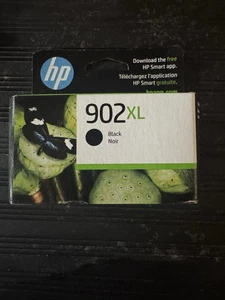 Download the free
HP Smart app.
Téléchargez l'application
HP Smart gratuite.
hp
902XL
Black
Noir